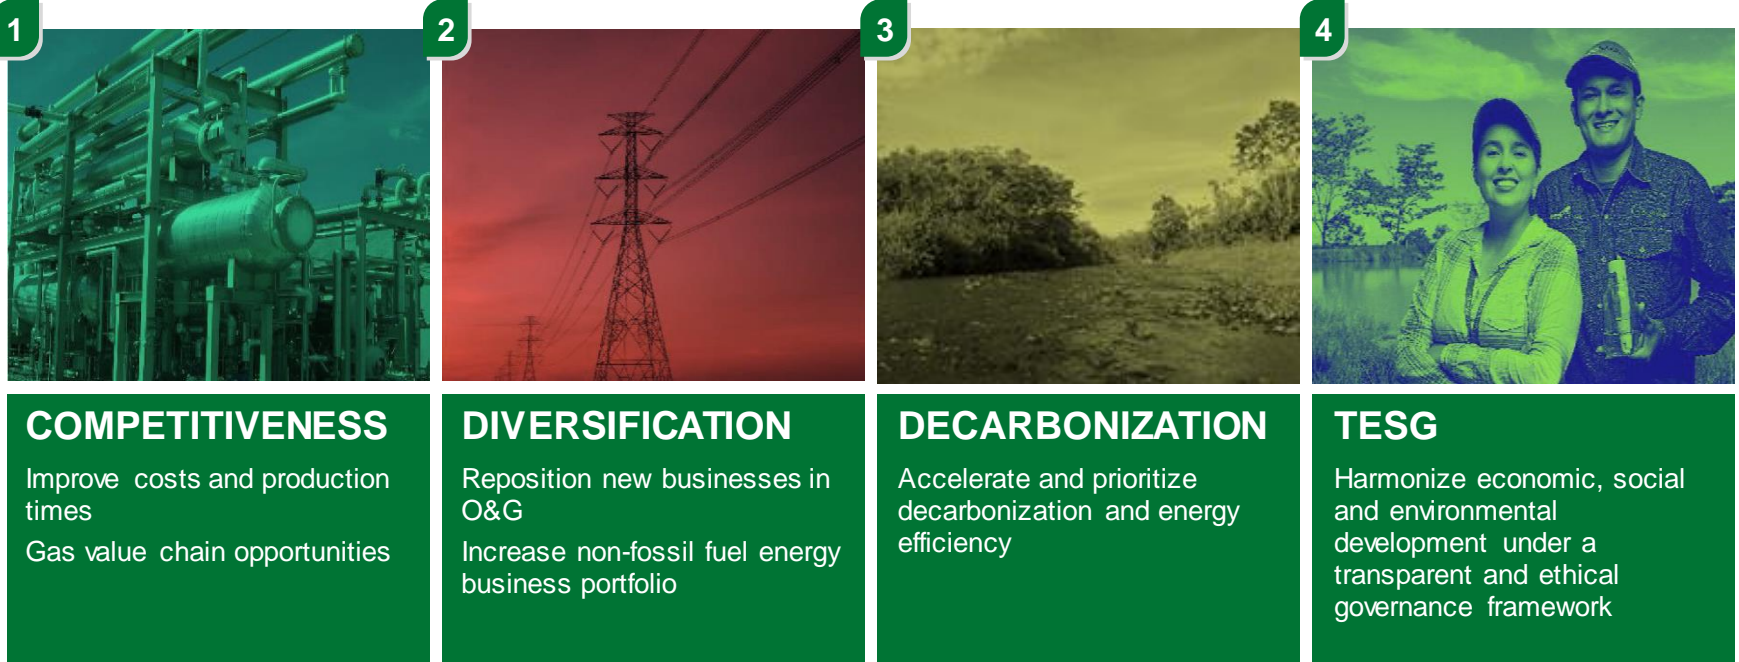 1
COMPETITIVENESS
Improve costs and production
times
Gas value chain opportunities
2
DIVERSIFICATION
Reposition new businesses in
O&G
Increase non-fossil fuel energy
business portfolio
3
DECARBONIZATION
Accelerate and prioritize
decarbonization and energy
efficiency
4
TESG
Harmonize economic, social
and environmental
development under a
transparent and ethical
governance framework